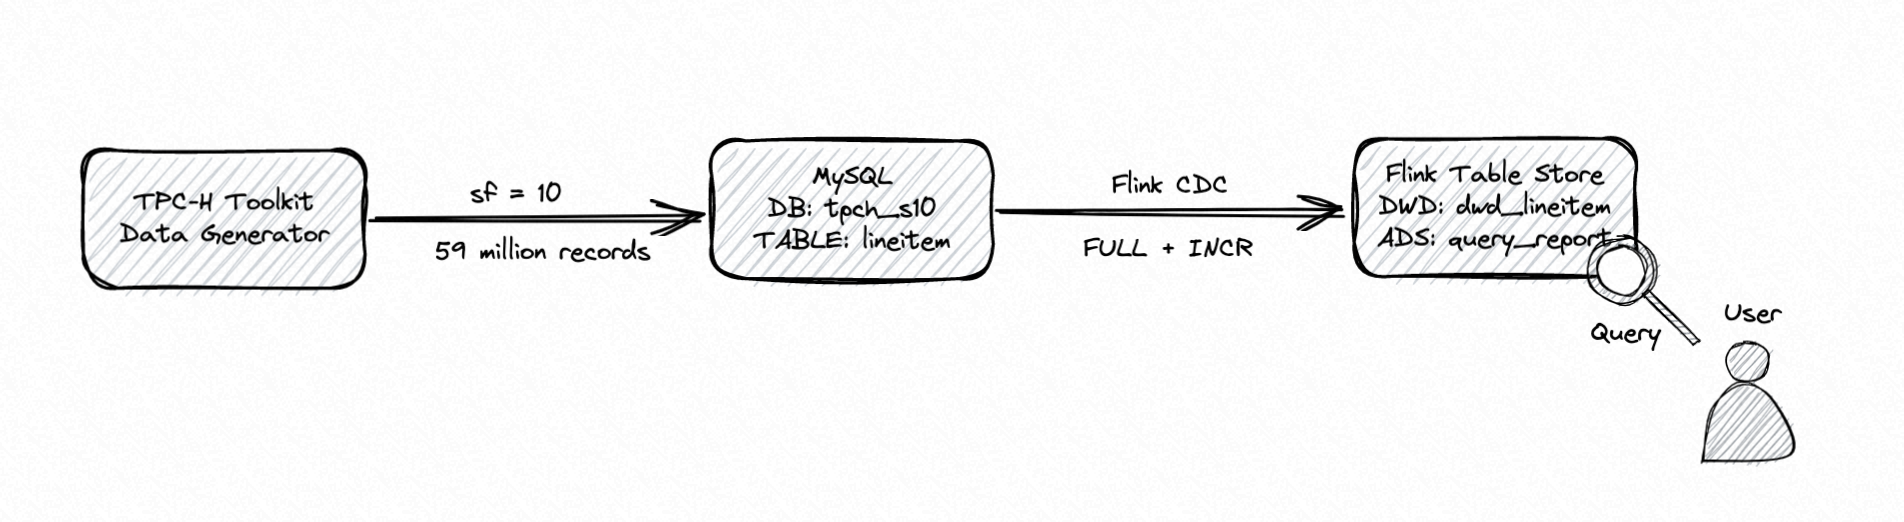 TPC-H Toolkit
Data Generator
sf = 10
59 million records
MySQL
DB: tpch_s10
TABLE: lineitem
Flink CDC
FULL + INCR
Flink Table Store
DWD: dwd_lineitem
ADS: query_report
Query
User